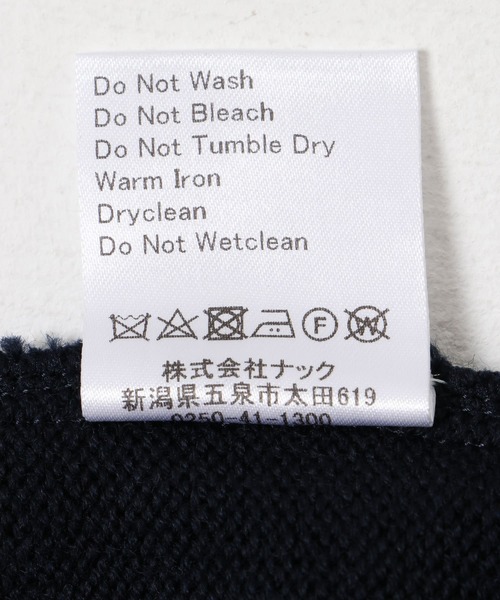 Do Not Wash
Do Not Bleach
Do Not Tumble Dry
Warm Iron
Dryclean
Do Not Wetclean
F W
株式会社ナック
新潟県五泉市太田619
0250-41-1300